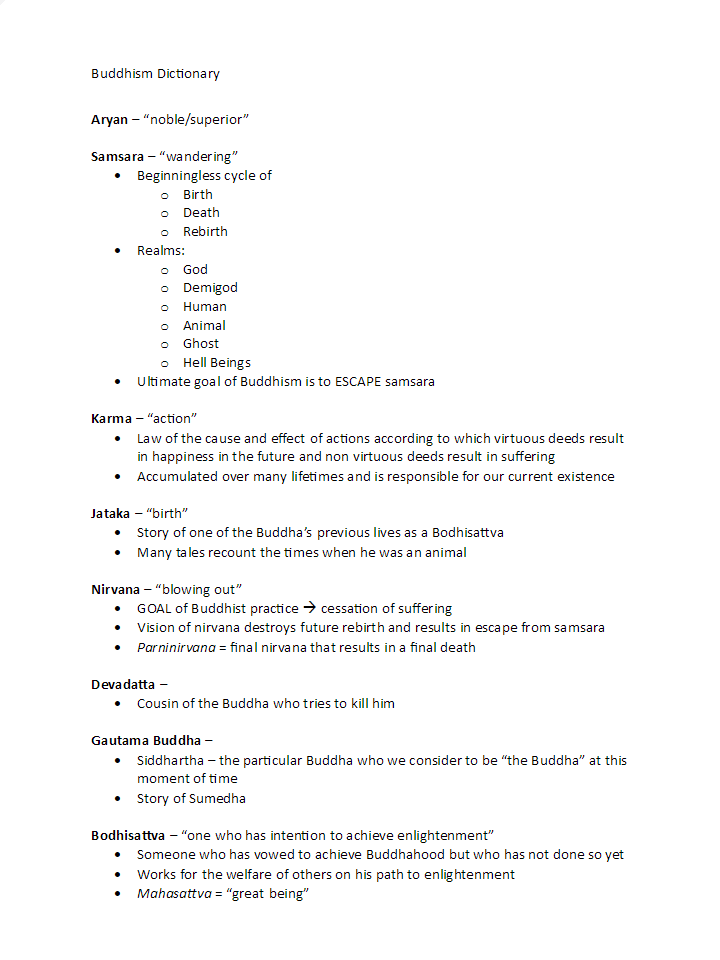 Buddhism Dictionary
Aryan – “noble/superior”
Samsara – “wandering”
• Beginningless cycle of
o Birth
o Death
o Rebirth
• Realms:
o God
o Demigod
o Human
o Animal
o Ghost
o Hell Beings
• Ultimate goal of Buddhism is to ESCAPE samsara
Karma – “action”
• Law of the cause and effect of actions according to which virtuous deeds result
in happiness in the future and non virtuous deeds result in suffering
• Accumulated over many lifetimes and is responsible for our current existence
Jataka – “birth”
• Story of one of the Buddha’s previous lives as a Bodhisattva
• Many tales recount the times when he was an animal
Nirvana – “blowing out”
• GOAL of Buddhist practice → cessation of suffering
• Vision of nirvana destroys future rebirth and results in escape from samsara
• Parninirvana = final nirvana that results in a final death
Devadatta –
• Cousin of the Buddha who tries to kill him
Gautama Buddha –
• Siddhartha – the particular Buddha who we consider to be “the Buddha” at this
moment of time
• Story of Sumedha
Bodhisattva – “one who has intention to achieve enlightenment”
• Someone who has vowed to achieve Buddhahood but who has not done so yet
• Works for the welfare of others on his path to enlightenment
• Mahasattva = “great being”